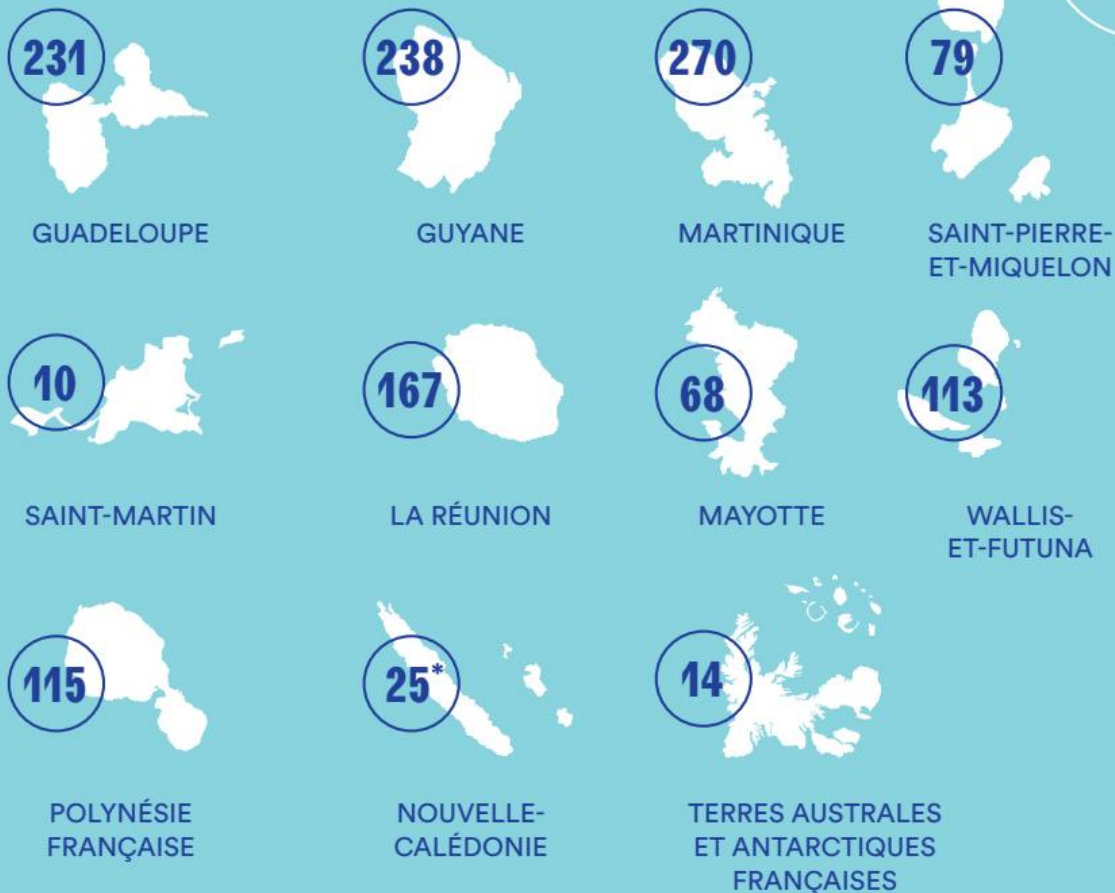 231
238
270
79
GUADELOUPE
GUYANE
MARTINIQUE
SAINT-PIERRE-
ET-MIQUELON
10
167
68
113
SAINT-MARTIN
LA RÉUNION
MAYOTTE
WALLIS-
ET-FUTUNA
115
25*
14
POLYNÉSIE
FRANÇAISE
NOUVELLE-
CALÉDONIE
TERRES AUSTRALES
ET ANTARCTIQUES
FRANÇAISES